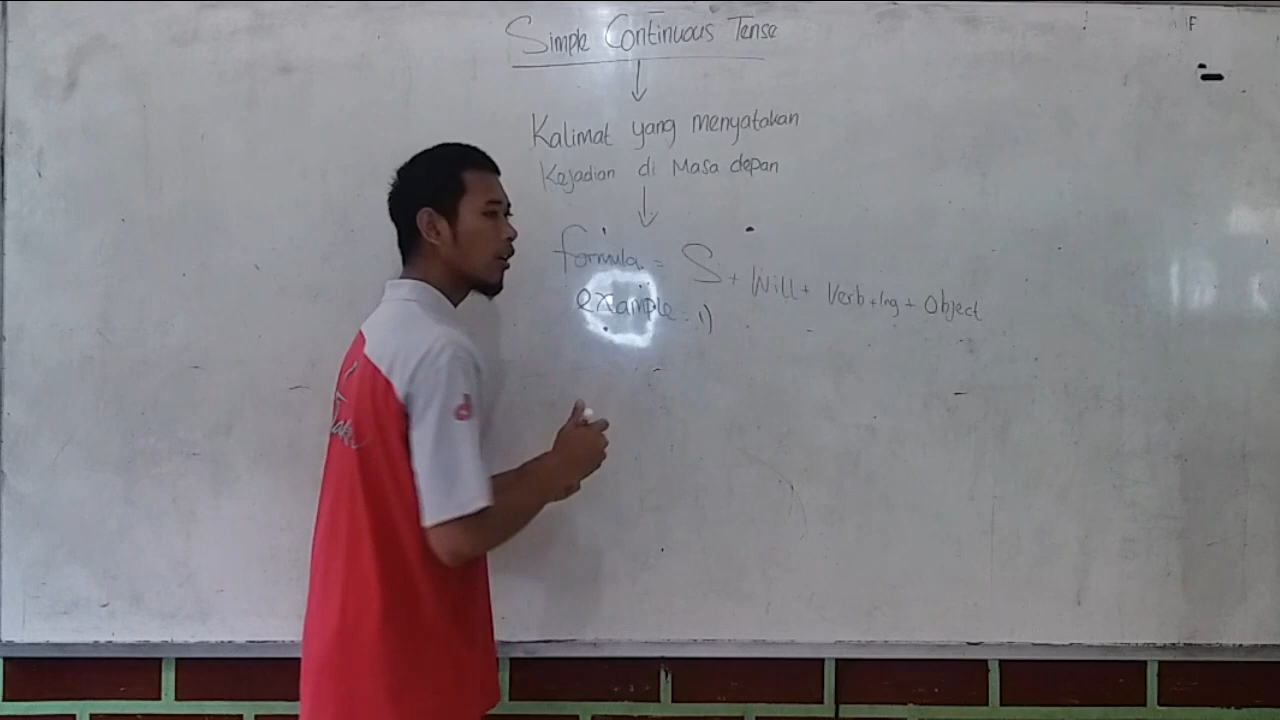 Simple Continuous Tense
Kalimat yang menyatakan
Kejadian di Masa depan
formula = S + Will + Verb + Ing + Object
example : 1)
F